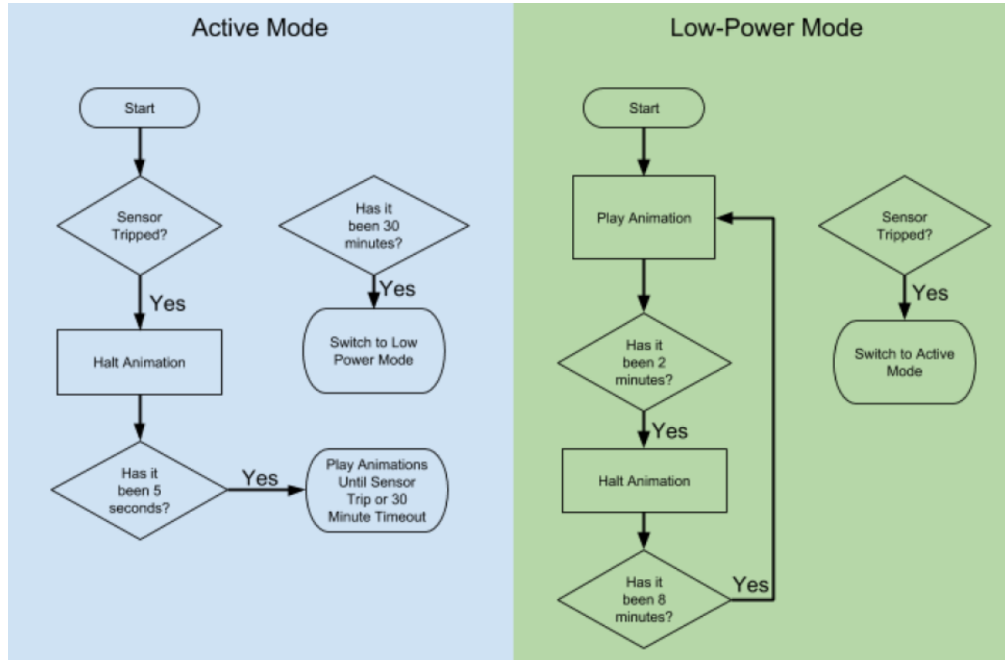 Active Mode
Start
Sensor
Tripped?
Yes
Halt Animation
Has it
been 5
seconds?
Yes
Play Animations
Until Sensor
Trip or 30
Minute Timeout
Has it
been 30
minutes?
Yes
Switch to Low
Power Mode
Low-Power Mode
Start
Play Animation
Has it
been 2
minutes?
Yes
Halt Animation
Has it
been 8
minutes?
Yes
Sensor
Tripped?
Yes
Switch to Active
Mode